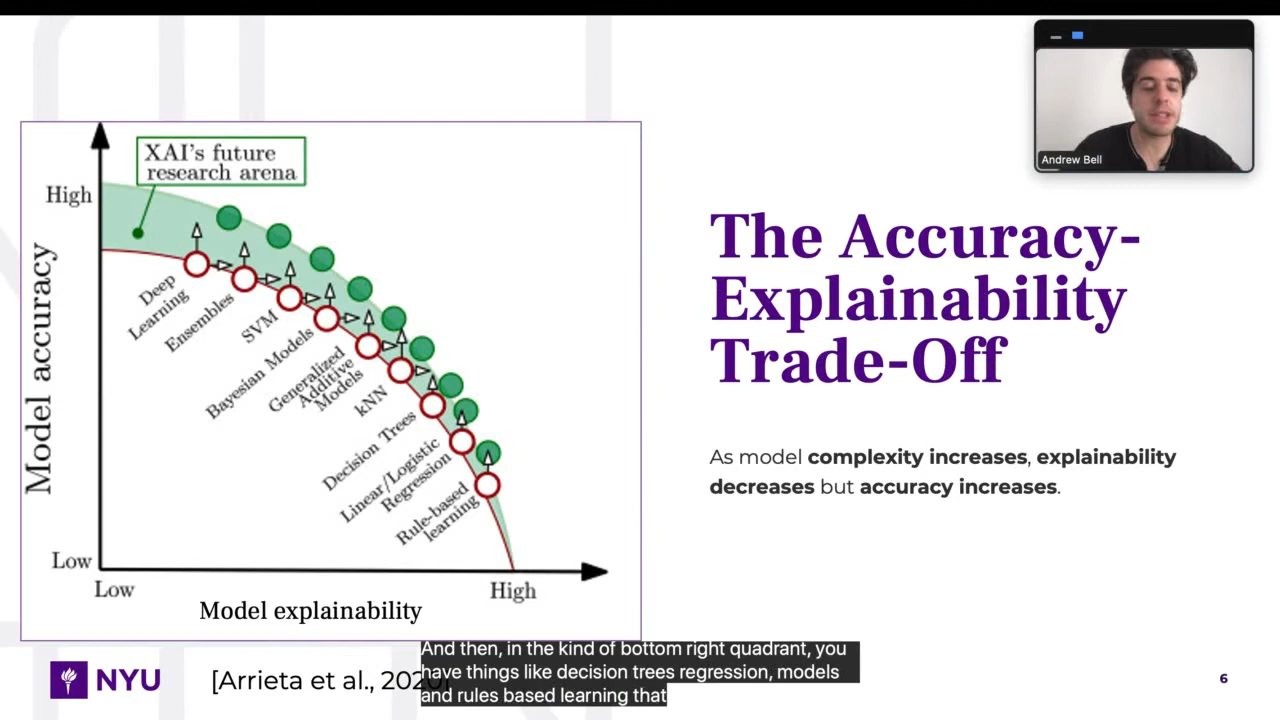 Andrew Bell
XAI's future
research arena
High
Model accuracy
Deep
Learning
Ensembles
SVM
Bayesian Models
Generalized
Additive
Models
kNN
Decision Trees
Linear/Logistic
Regression
Rule-based
learning
Low
Low
High
Model explainability
The Accuracy-
Explainability
Trade-Off
As model complexity increases, explainability
decreases but accuracy increases.
NYU
[Arrieta et al.,
And then, in the kind of bottom right quadrant, you
have things like decision trees regression, models
and rules based learning that
6